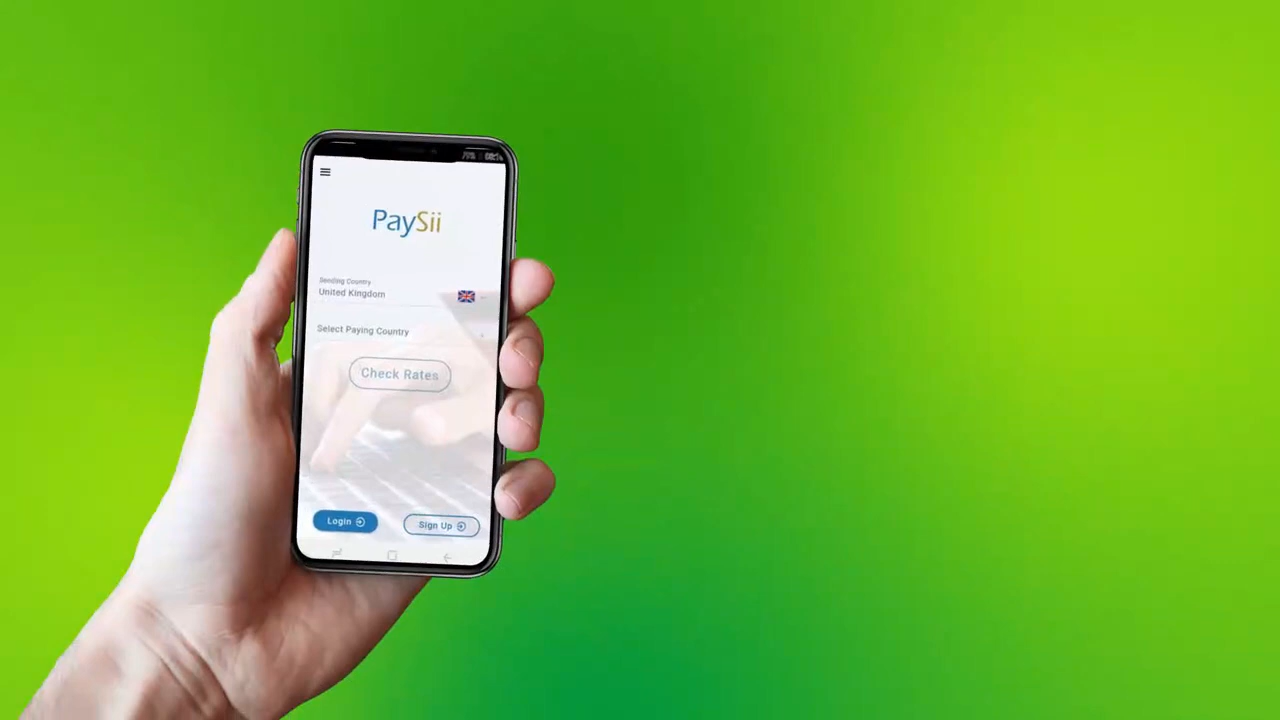 PaySii
Sending Country
United Kingdom
Select Paying Country
Check Rates
Login
Sign Up